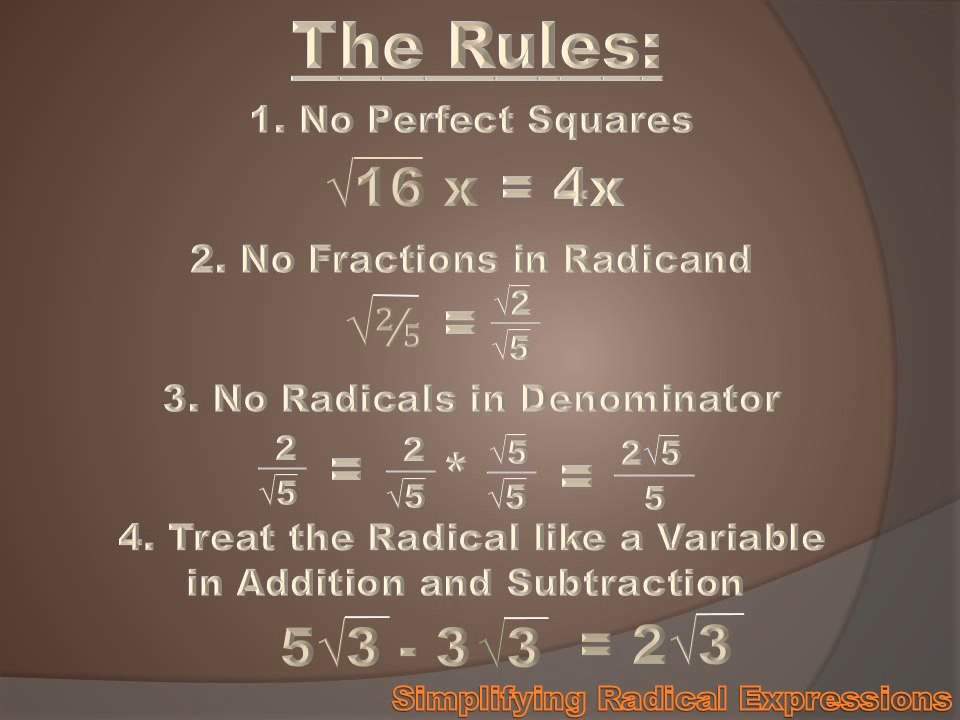 The Rules:
1. No Perfect Squares
√16 x = 4x
2. No Fractions in Radicand
√⅖ = √2/√5
3. No Radicals in Denominator
2/√5 = 2/√5 * √5/√5 = 2√5/5
4. Treat the Radical like a Variable
in Addition and Subtraction
5√3 - 3√3 = 2√3
Simplifying Radical Expressions